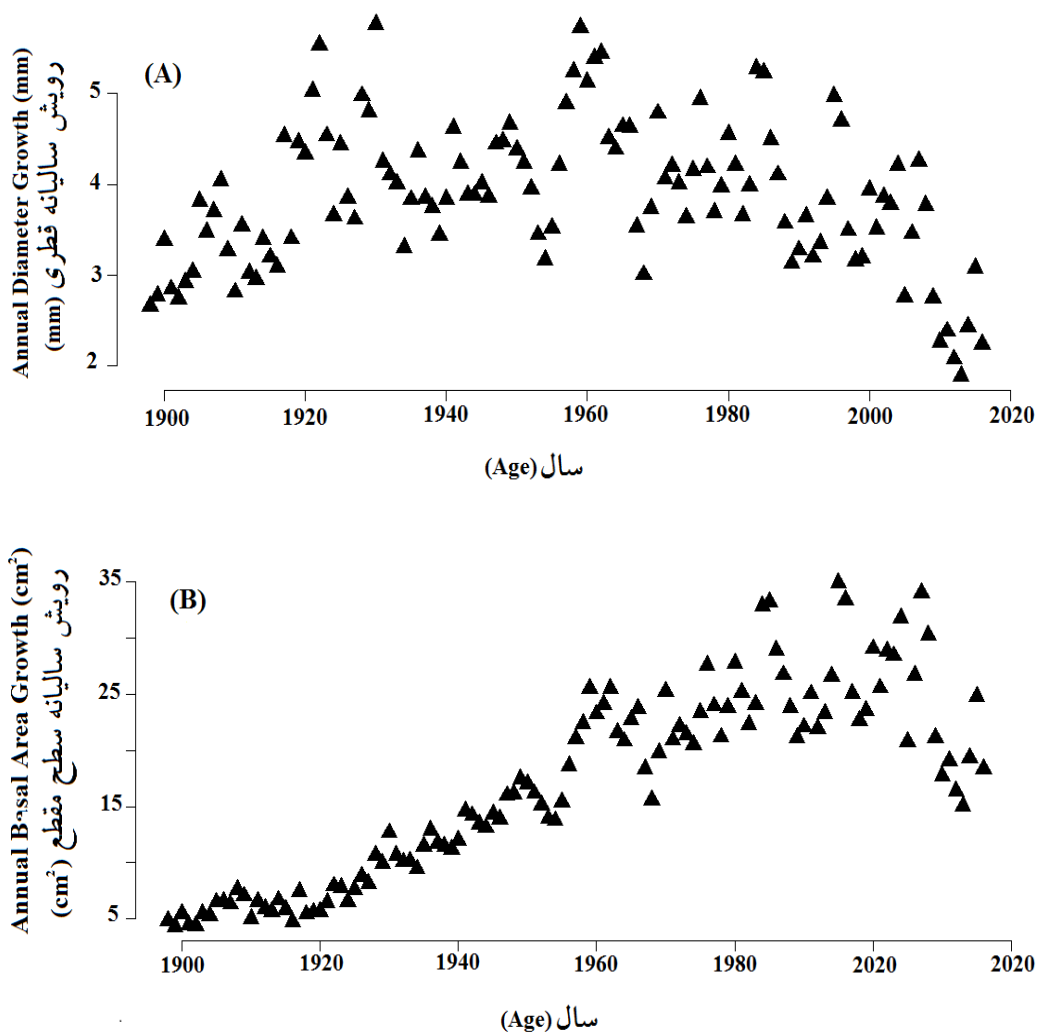 (A)
Annual Diameter Growth (mm)
رویش سالیانه قطری (mm)
5
4
3
2
1900 1920 1940 1960 1980 2000 2020
سال (Age)
(B)
Annual Basal Area Growth (cm²)
رویش سالیانه سطح مقطع (cm²)
35
25
15
5
1900 1920 1940 1960 1980 2020 2020
سال (Age)